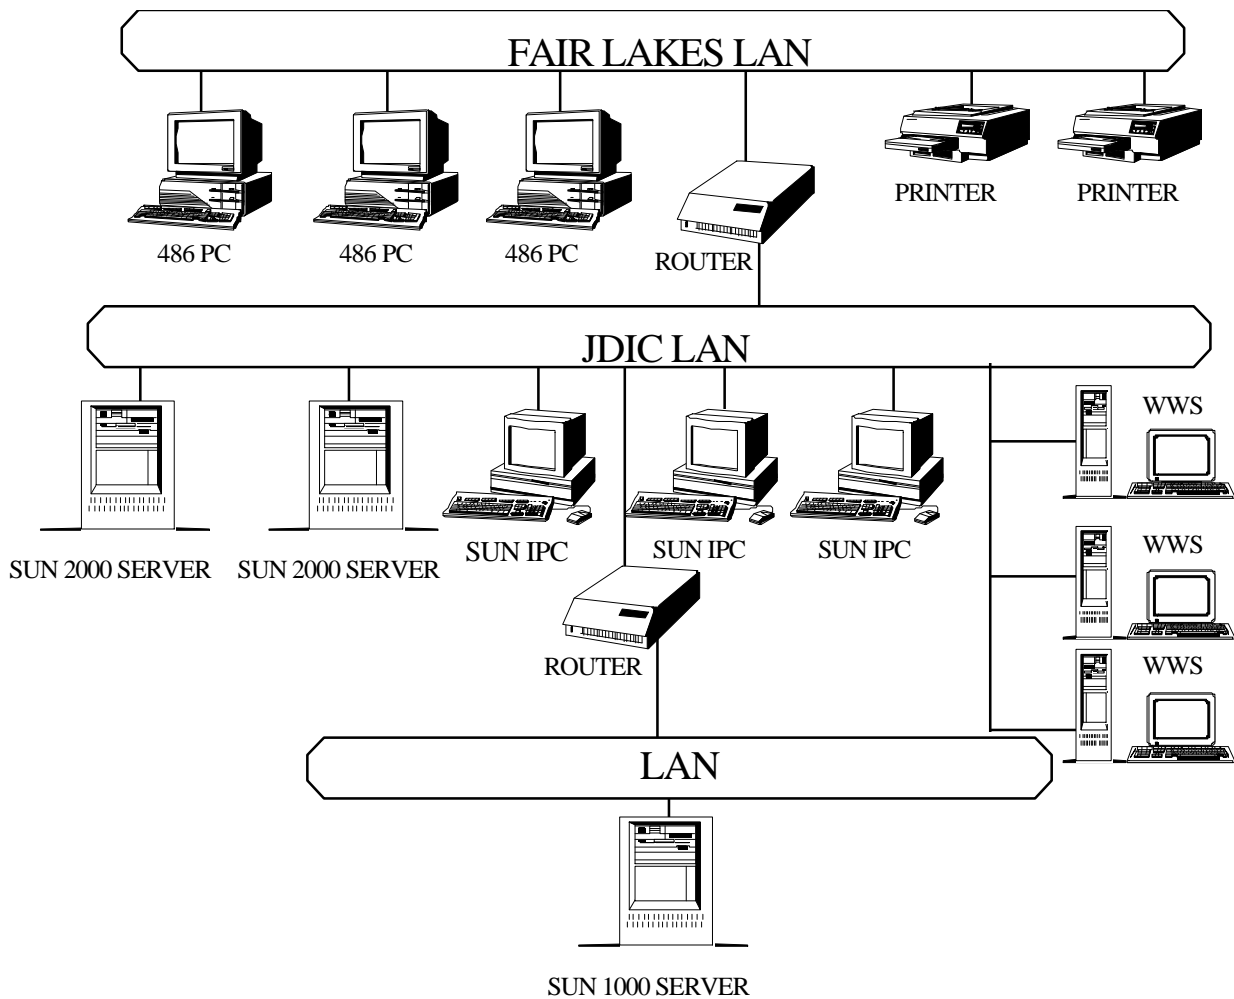 FAIR LAKES LAN
PRINTER
PRINTER
486 PC
486 PC
486 PC
ROUTER
JDIC LAN
WWS
SUN IPC
SUN IPC
SUN IPC
WWS
SUN 2000 SERVER
SUN 2000 SERVER
ROUTER
WWS
LAN
SUN 1000 SERVER